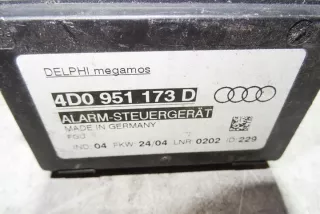 DELPHI megamos
4D0 951 173 D
ALARM-STEUERGERÄT
MADE IN GERMANY
IND. 04 FKW 24/04 LNR 0202 ID 229